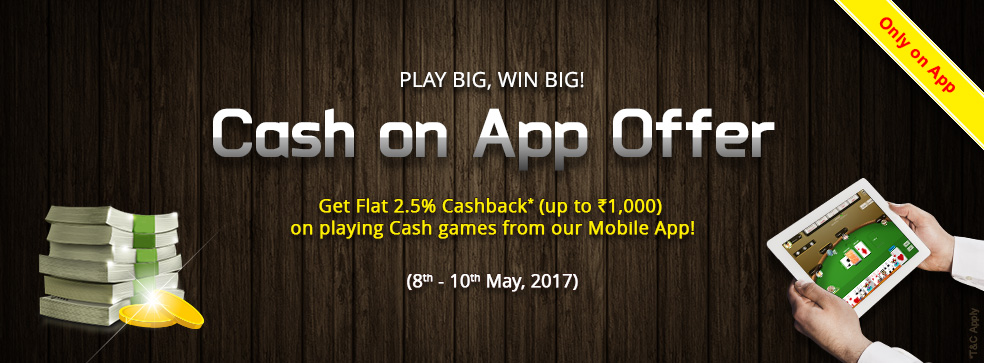 Only on App
PLAY BIG, WIN BIG!
Cash on App Offer
Get Flat 2.5% Cashback* (up to ₹1,000)
on playing Cash games from our Mobile App!
(8th - 10th May, 2017)
*T&C Apply